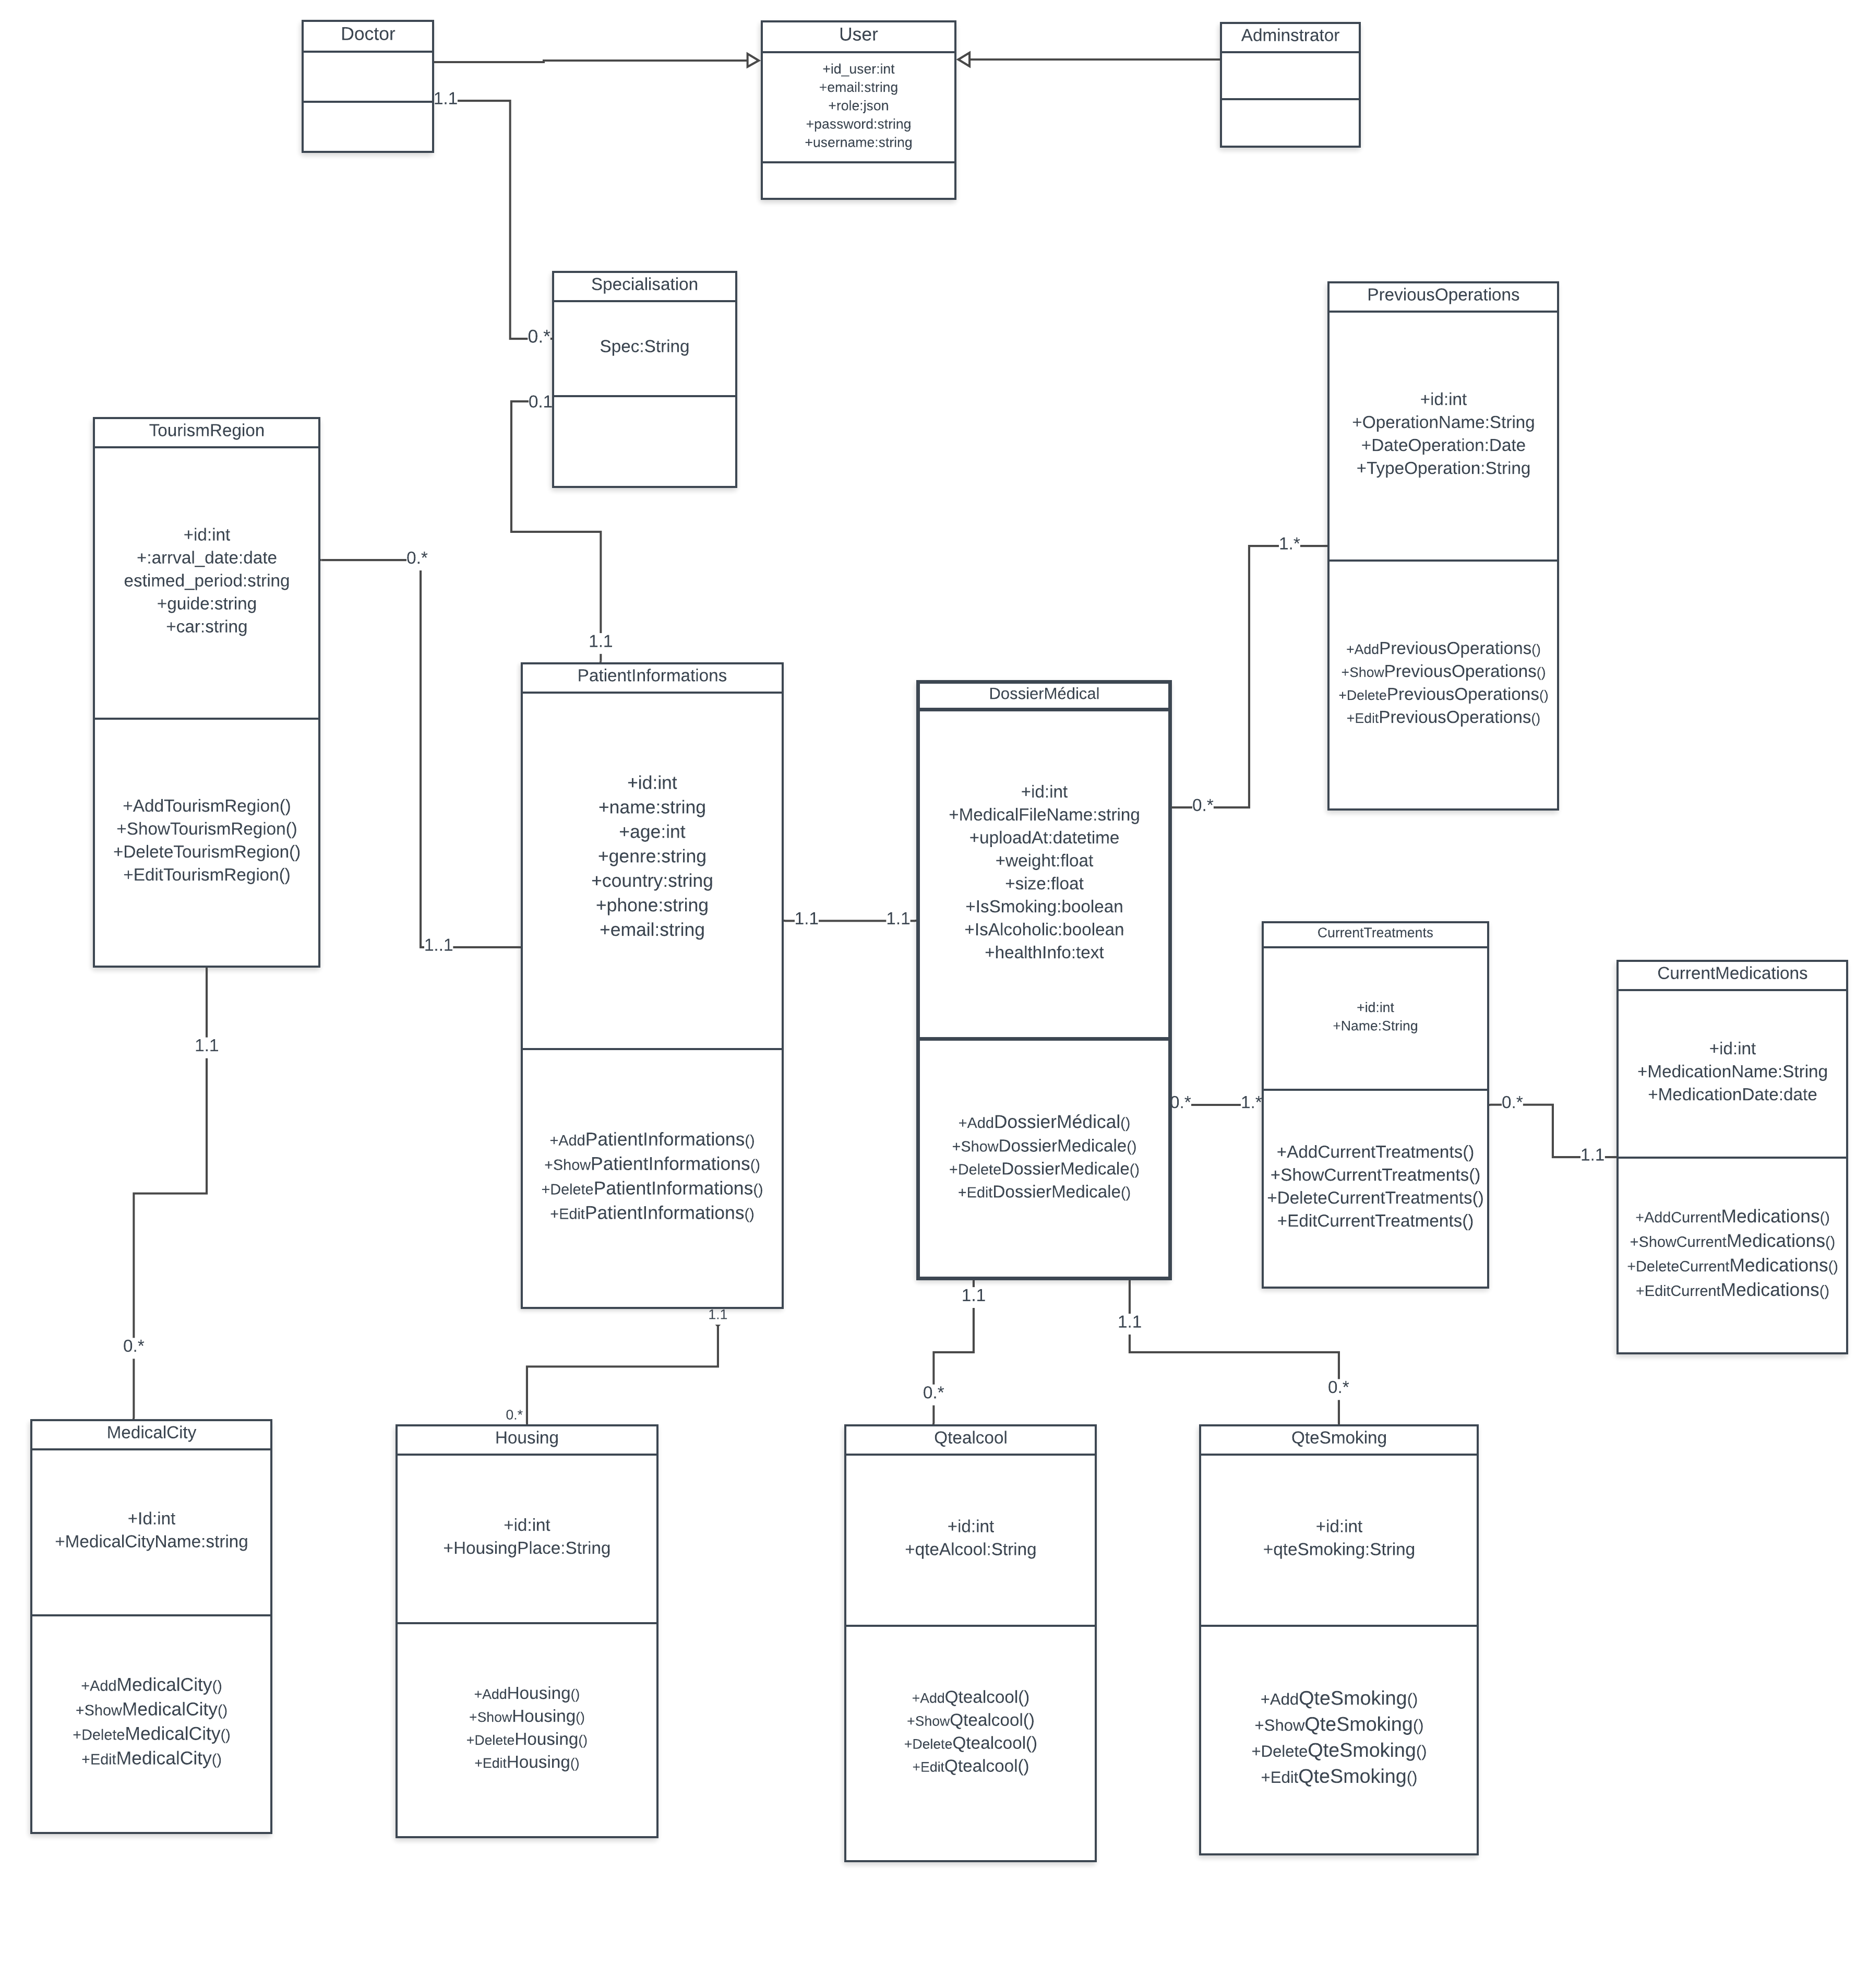 Doctor
User
+id_user:int
+email:string
+role:json
+password:string
+username:string
Adminstrator
1.1
Specialisation
Spec:String
0.*
0.1
1.1
PreviousOperations
+id:int
+OperationName:String
+DateOperation:Date
+TypeOperation:String
+AddPreviousOperations()
+ShowPreviousOperations()
+DeletePreviousOperations()
+EditPreviousOperations()
1.*
0.*
TourismRegion
+id:int
+:arrval_date:date
estimed_period:string
+guide:string
+car:string
+AddTourismRegion()
+ShowTourismRegion()
+DeleteTourismRegion()
+EditTourismRegion()
0.*
1..1
PatientInformations
+id:int
+name:string
+age:int
+genre:string
+country:string
+phone:string
+email:string
+AddPatientInformations()
+ShowPatientInformations()
+DeletePatientInformations()
+EditPatientInformations()
1.1
1.1
DossierMédical
+id:int
+MedicalFileName:string
+uploadAt:datetime
+weight:float
+size:float
+IsSmoking:boolean
+IsAlcoholic:boolean
+healthInfo:text
+AddDossierMédical()
+ShowDossierMedicale()
+DeleteDossierMedicale()
+EditDossierMedicale()
0.*
1.*
CurrentTreatments
+id:int
+Name:String
+AddCurrentTreatments()
+ShowCurrentTreatments()
+DeleteCurrentTreatments()
+EditCurrentTreatments()
0.*
1.1
CurrentMedications
+id:int
+MedicationName:String
+MedicationDate:date
+AddCurrentMedications()
+ShowCurrentMedications()
+DeleteCurrentMedications()
+EditCurrentMedications()
1.1
0.*
1.1
0.*
1.1
0.*
1.1
0.*
MedicalCity
+Id:int
+MedicalCityName:string
+AddMedicalCity()
+ShowMedicalCity()
+DeleteMedicalCity()
+EditMedicalCity()
Housing
+id:int
+HousingPlace:String
+AddHousing()
+ShowHousing()
+DeleteHousing()
+EditHousing()
Qtealcool
+id:int
+qteAlcool:String
+AddQtealcool()
+ShowQtealcool()
+DeleteQtealcool()
+EditQtealcool()
QteSmoking
+id:int
+qteSmoking:String
+AddQteSmoking()
+ShowQteSmoking()
+DeleteQteSmoking()
+EditQteSmoking()